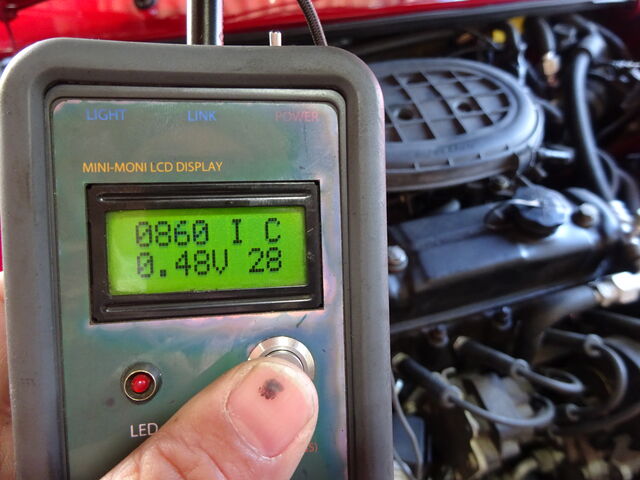 LIGHT LINK POWER
MINI-MONI LCD DISPLAY
0860 I C
0.48V 28
LED